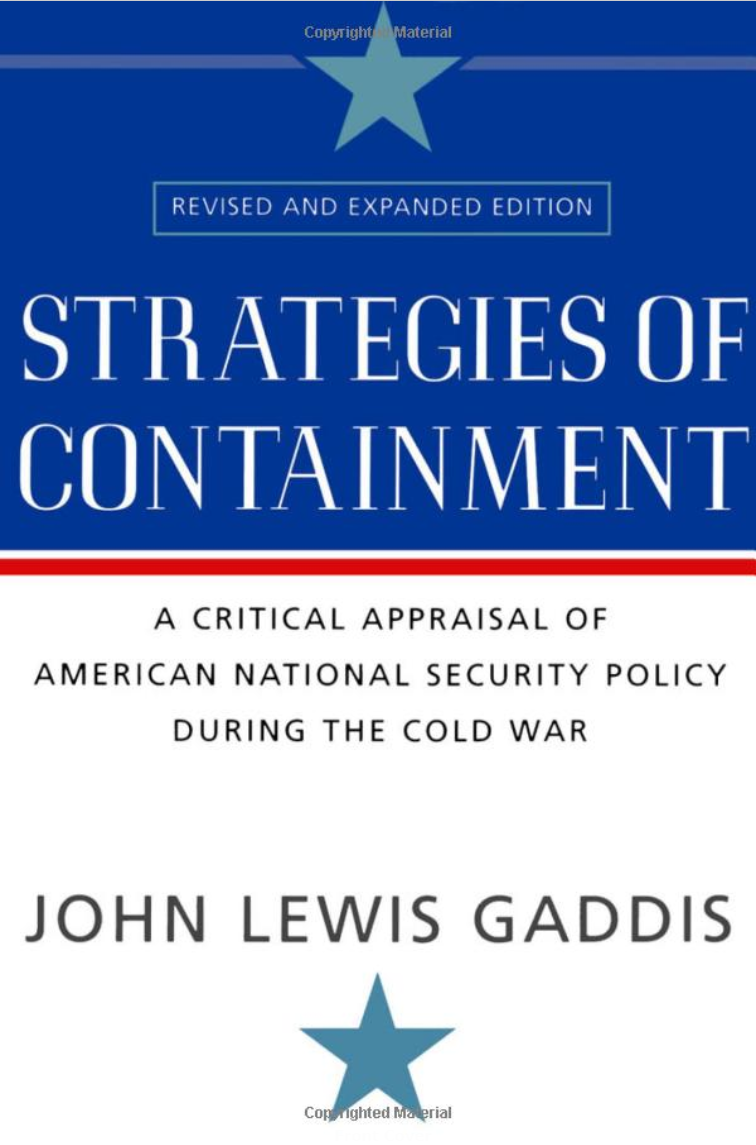 Copyrighted Material
REVISED AND EXPANDED EDITION
STRATEGIES OF
CONTAINMENT
A CRITICAL APPRAISAL OF
AMERICAN NATIONAL SECURITY POLICY
DURING THE COLD WAR
JOHN LEWIS GADDIS
Copyrighted Material